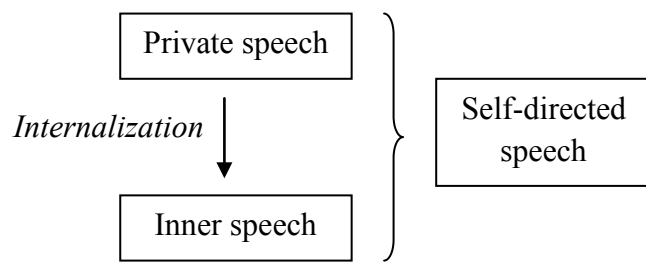 Private speech
Internalization
Self-directed
speech
Inner speech